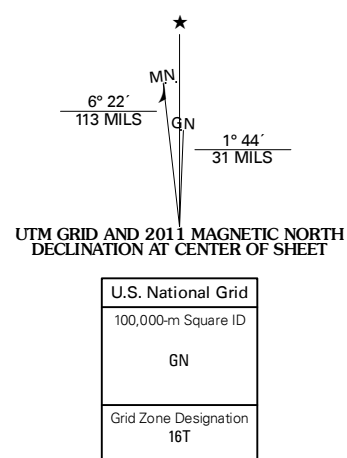 ★
M.N.
6° 22´
113 MILS
GN
1° 44´
31 MILS
UTM GRID AND 2011 MAGNETIC NORTH
DECLINATION AT CENTER OF SHEET
U.S. National Grid
100,000-m Square ID
GN
Grid Zone Designation
16T